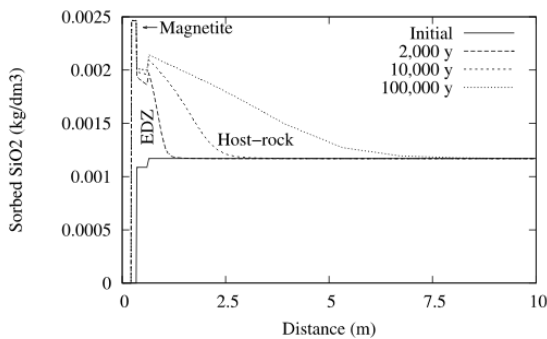 0.0025
0.002
0.0015
0.001
0.0005
0
Sorbed SiO2 (kg/dm3)
Magnetite
EDZ
Host-rock
Initial
2,000 y
10,000 y
100,000 y
0
2.5
5
7.5
10
Distance (m)